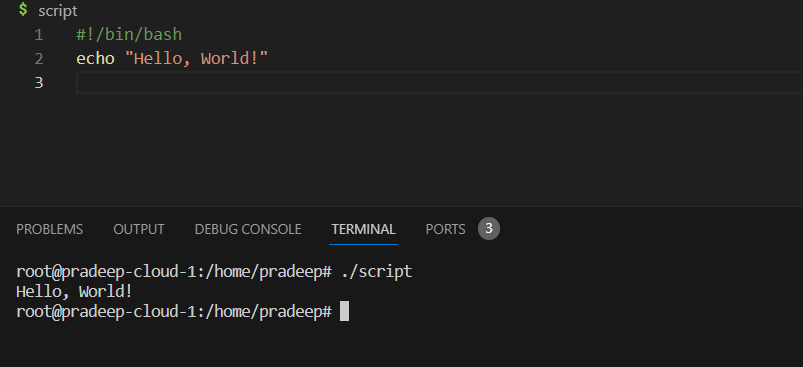 $ script
1 #!/bin/bash
2 echo "Hello, World!"
3
PROBLEMS OUTPUT DEBUG CONSOLE TERMINAL PORTS 3
root@pradeep-cloud-1:/home/pradeep# ./script
Hello, World!
root@pradeep-cloud-1:/home/pradeep#